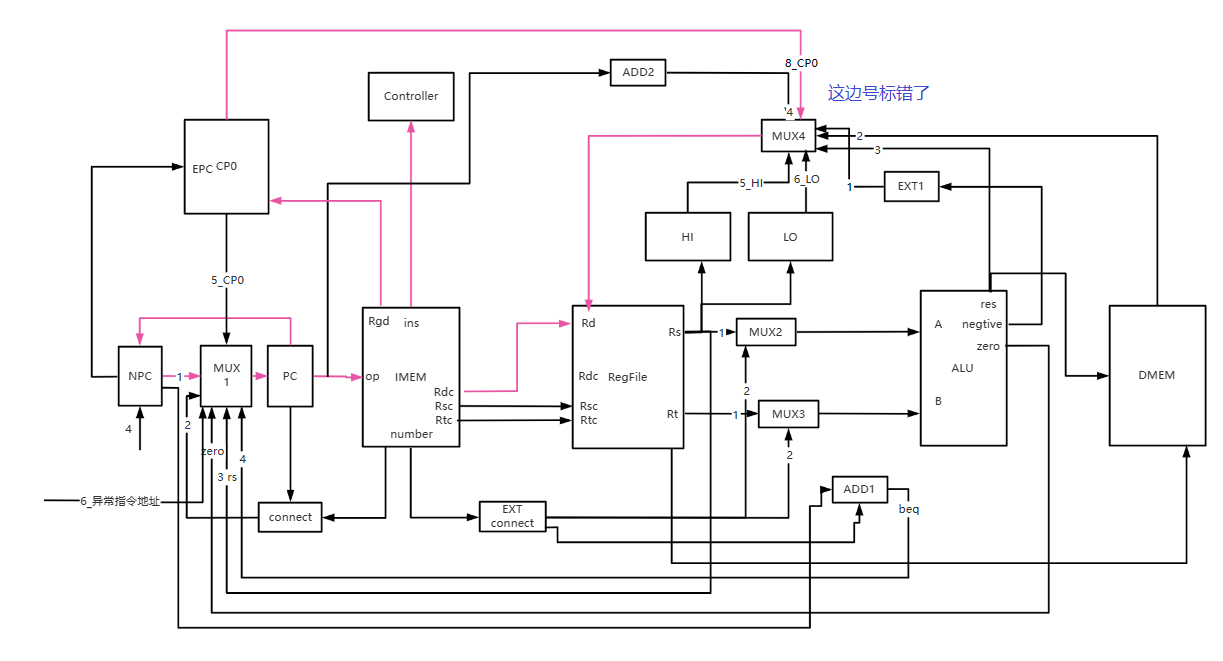 8_CP0
ADD2
这边号标错了
Controller
4
MUX4
2
3
EPC CP0
5_HI
6_LO
1
EXT1
HI
LO
5_CP0
Rgd
ins
Rd
res
A
negtive
Rs
1
MUX2
zero
NPC
1
MUX
1
PC
op
IMEM
Rdc
RegFile
ALU
DMEM
Rdc
2
Rsc
Rsc
B
Rtc
Rtc
Rt
1
MUX3
4
2
number
zero
4
2
3 rs
6_异常指令地址
connect
EXT
connect
ADD1
beq